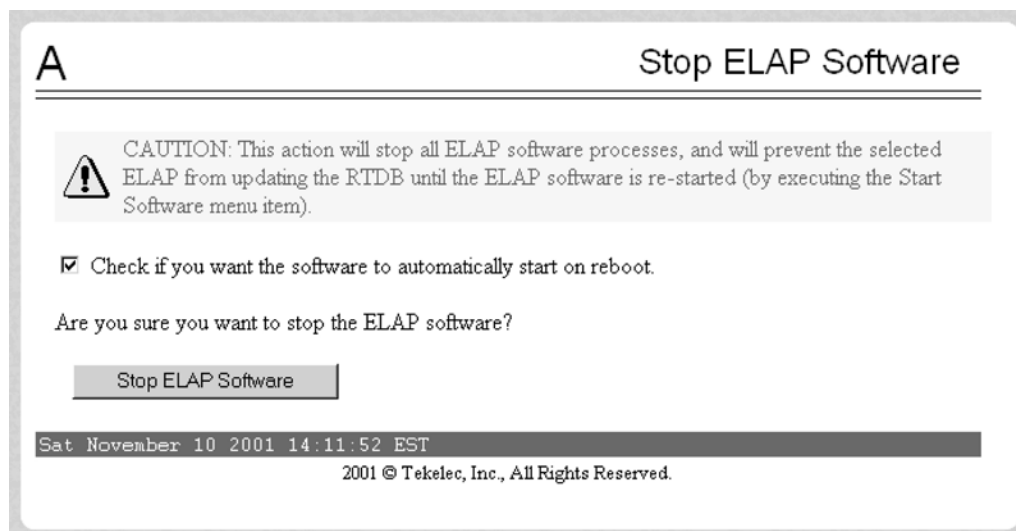 A
Stop ELAP Software
CAUTION: This action will stop all ELAP software processes, and will prevent the selected
ELAP from updating the RTDB until the ELAP software is re-started (by executing the Start
Software menu item).
Check if you want the software to automatically start on reboot.
Are you sure you want to stop the ELAP software?
Stop ELAP Software
Sat November 10 2001 14:11:52 EST
2001 © Tekelec, Inc., All Rights Reserved.